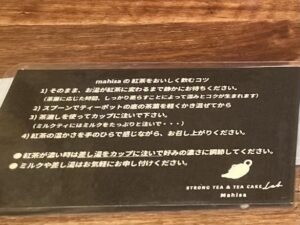 mahisa の紅茶をおいしく飲むコツ
1) そのまま、お湯が紅茶に変わるまで静かにお待ちください。
(茶葉に応じた時間、しっかり蒸らすことによって深みとコクが生まれます)
2) スプーンでティーポットの底の茶葉を軽くかき混ぜてから
3) 茶漉しを使ってカップに注いで下さい。
(ミルクティにはミルクをたっぷりと注いで・・・)
4) 紅茶の温かさを手のひらで感じながら、お召し上がりください。
●紅茶が濃い時は差し湯をカップに注いで好みの濃さに調節してください。
●ミルクや差し湯はお気軽にお申し付けください。
STRONG TEA & TEA CAKE Lab
Mahisa